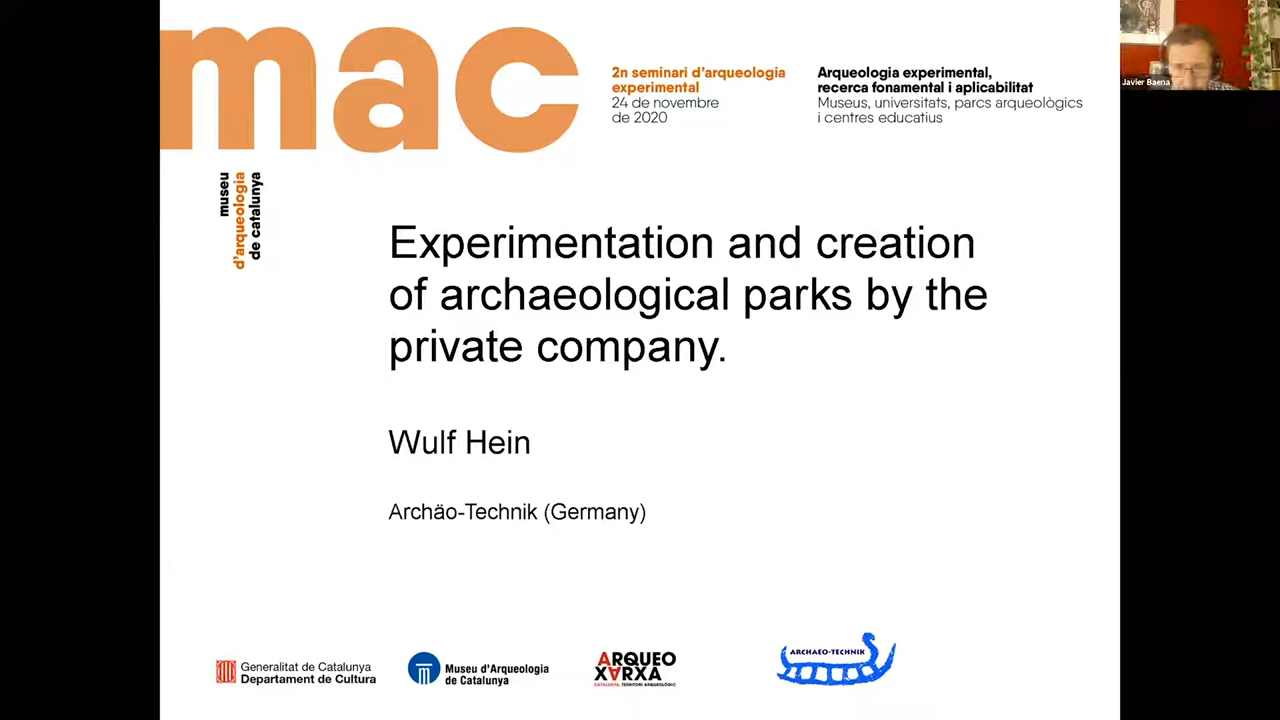 mac
2n seminari d'arqueologia
experimental
24 de novembre
de 2020
Arqueologia experimental,
recerca fonamental i aplicabilitat
Museus, universitats, parcs arqueològics
i centres educatius
Javier Baena
museu
d'arqueologia
de catalunya
Experimentation and creation
of archaeological parks by the
private company.
Wulf Hein
Archäo-Technik (Germany)
Generalitat de Catalunya
Departament de Cultura
Museu d'Arqueologia
de Catalunya
ARQUEO
XARXA
CATALUNYA, TERRITORI ARQUEOLÒGIC
ARCHAEO-TECHNIK